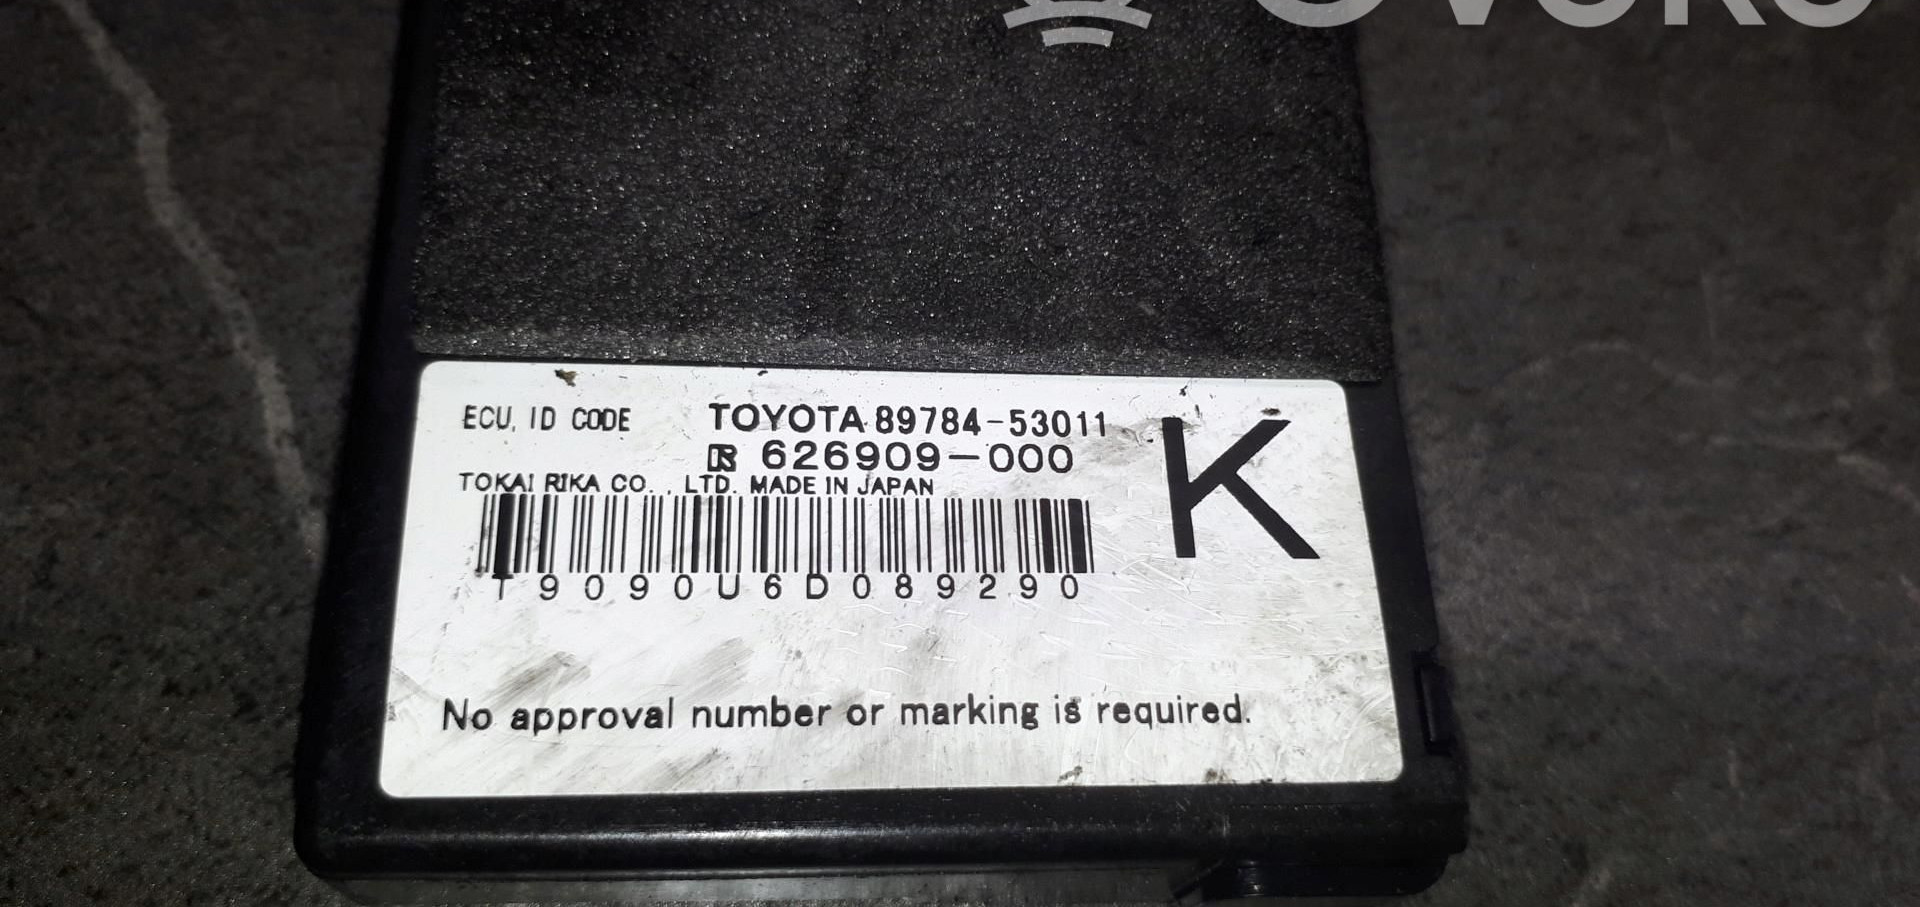 ECU, ID CODE TOYOTA 89784-53011
626909-000 K
TOKAI RIKA CO., LTD. MADE IN JAPAN
T9090U6D089290
No approval number or marking is required.